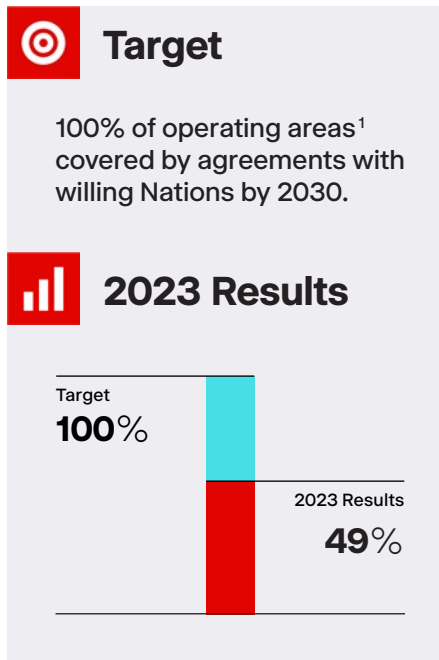 Target
100% of operating areas¹
covered by agreements with
willing Nations by 2030.
2023 Results
Target
100%
2023 Results
49%